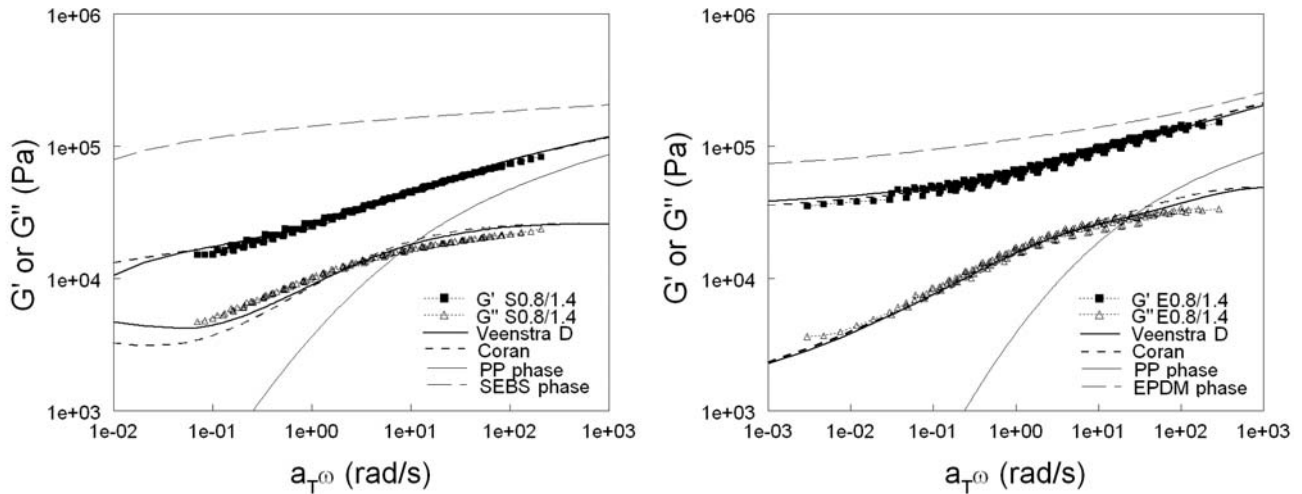 1e+06
1e+05
1e+04
1e+03
G' or G" (Pa)
G' S0.8/1.4
G" S0.8/1.4
Veenstra D
Coran
PP phase
SEBS phase
1e-02 1e-01 1e+00 1e+01 1e+02 1e+03
aTω (rad/s)
1e+06
1e+05
1e+04
1e+03
G' or G" (Pa)
G' E0.8/1.4
G" E0.8/1.4
Veenstra D
Coran
PP phase
EPDM phase
1e-03 1e-02 1e-01 1e+00 1e+01 1e+02 1e+03
aTω (rad/s)